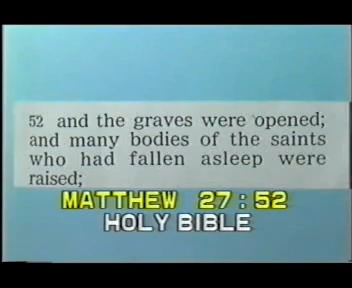 52 and the graves were opened;
and many bodies of the saints
who had fallen asleep were
raised;
MATTHEW 27:52
HOLY BIBLE